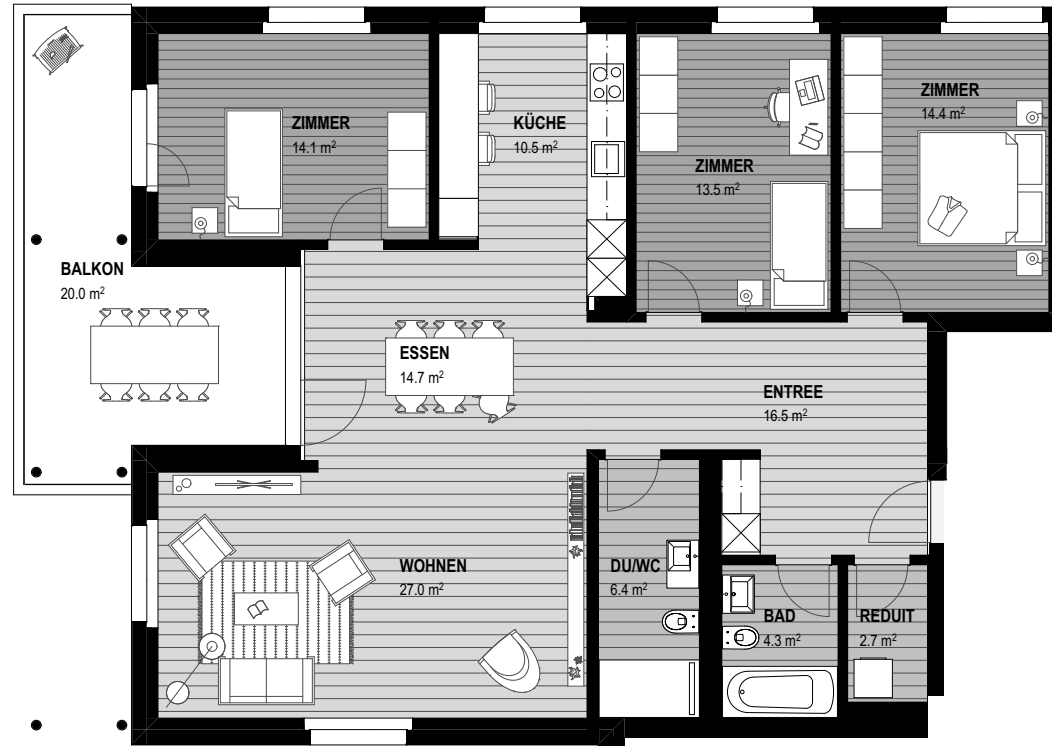 ZIMMER
14.1 m²
KÜCHE
10.5 m²
ZIMMER
13.5 m²
ZIMMER
14.4 m²
BALKON
20.0 m²
ESSEN
14.7 m²
ENTREE
16.5 m²
WOHNEN
27.0 m²
DU/WC
6.4 m²
BAD
4.3 m²
REDUIT
2.7 m²